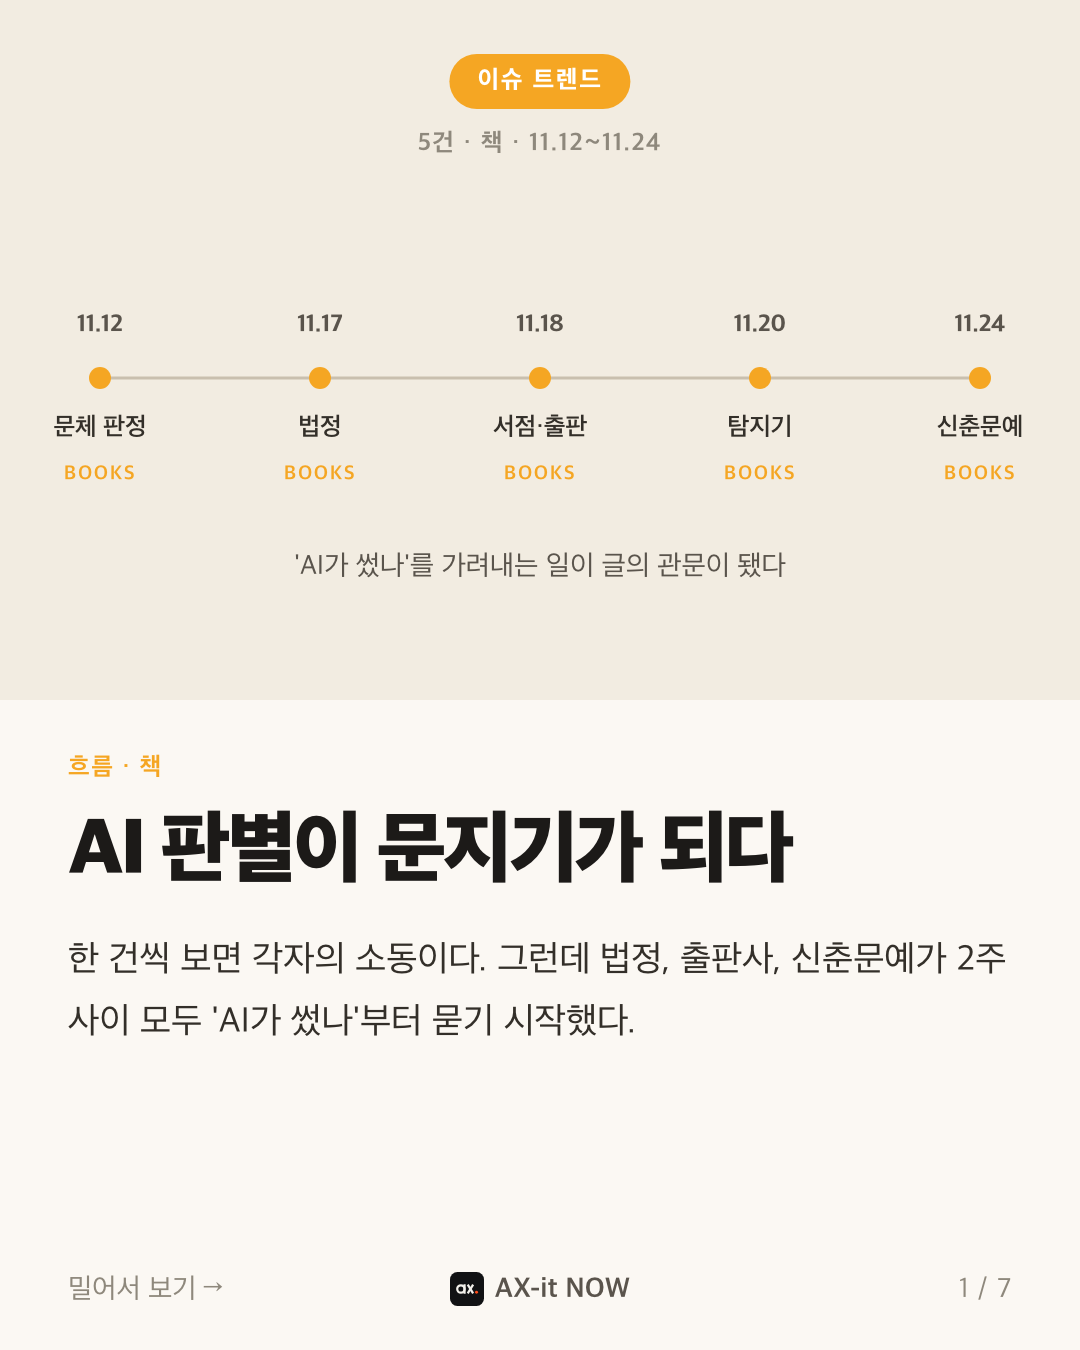 이슈 트렌드
5건 · 책 · 11.12~11.24
11.12 11.17 11.18 11.20 11.24
문체 판정 법정 서점·출판 탐지기 신춘문예
BOOKS BOOKS BOOKS BOOKS BOOKS
'AI가 썼나'를 가려내는 일이 글의 관문이 됐다
흐름 · 책
AI 판별이 문지기가 되다
한 건씩 보면 각자의 소동이다. 그런데 법정, 출판사, 신춘문예가 2주
사이 모두 'AI가 썼나'부터 묻기 시작했다.
밀어서 보기 → ax. AX-it NOW 1 / 7